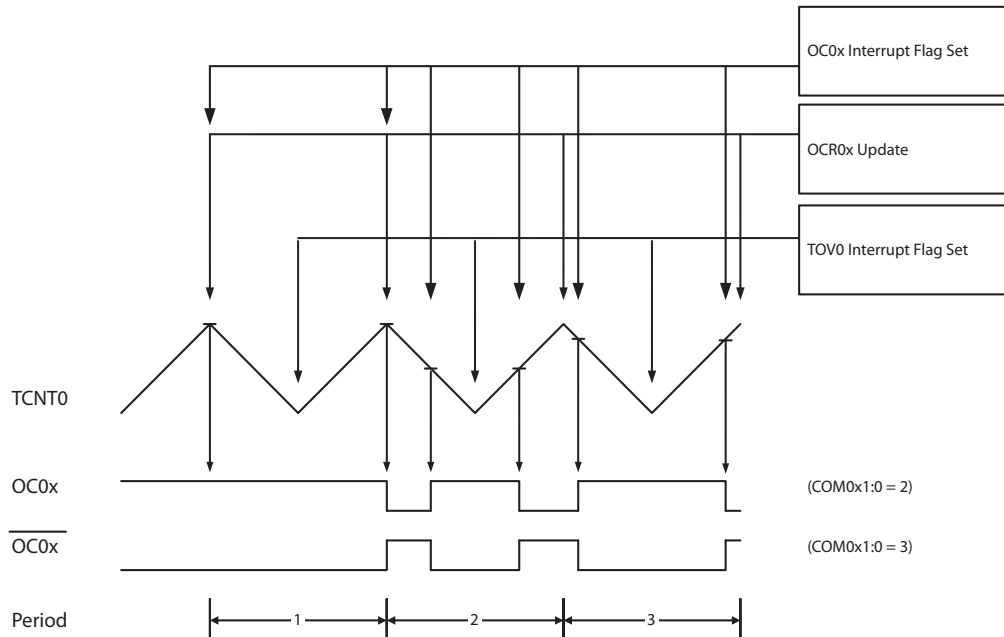 OC0x Interrupt Flag Set
OCR0x Update
TOV0 Interrupt Flag Set
TCNT0
OC0x
(COM0x1:0 = 2)
OC0x
(COM0x1:0 = 3)
Period
1
2
3